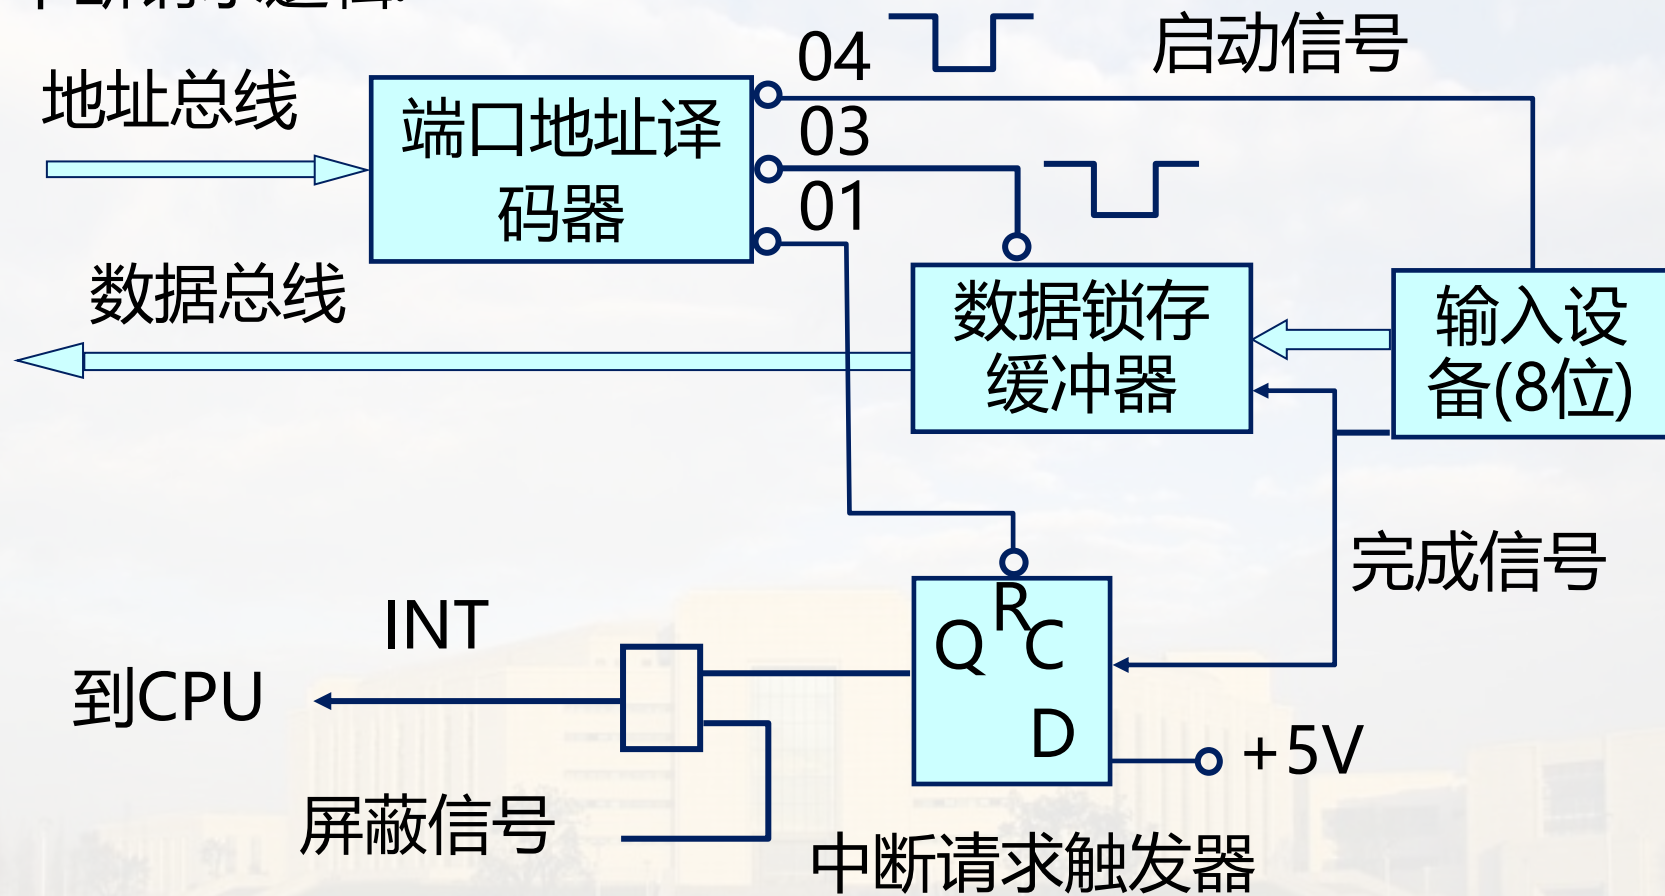 04
启动信号
地址总线
端口地址译
码器
03
01
数据总线
数据锁存
缓冲器
输入设
备(8位)
完成信号
INT
R
Q
C
到CPU
D
+5V
屏蔽信号
中断请求触发器